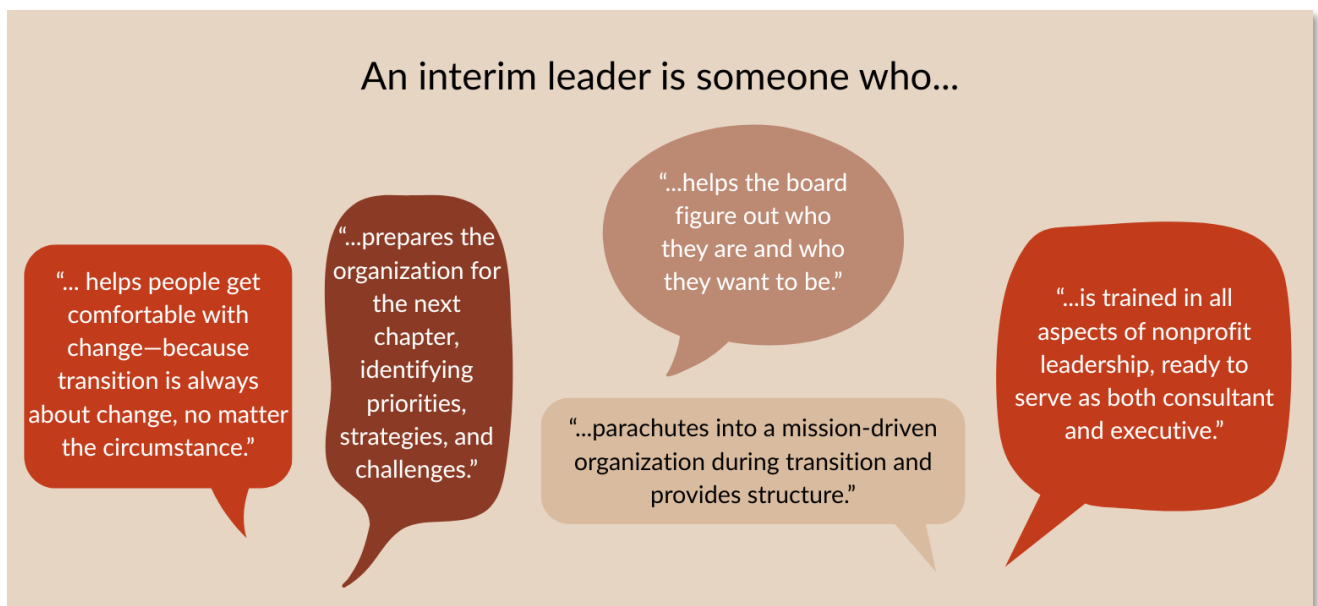 An interim leader is someone who...
“... helps people get
comfortable with
change—because
transition is always
about change, no matter
the circumstance.”
“...prepares the
organization for
the next
chapter,
identifying
priorities,
strategies, and
challenges.”
“...helps the board
figure out who
they are and who
they want to be.”
“...parachutes into a mission-driven
organization during transition and
provides structure.”
“...is trained in all
aspects of nonprofit
leadership, ready to
serve as both consultant
and executive.”